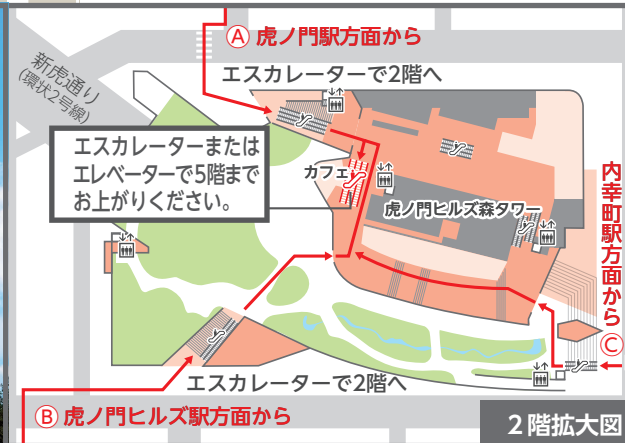 Ⓐ 虎ノ門駅方面から
新虎通り
(環状2号線)
エスカレーターで2階へ
エスカレーターまたは
エレベーターで5階まで
お上がりください。
カフェ
虎ノ門ヒルズ森タワー
内幸町駅方面から Ⓒ
エスカレーターで2階へ
Ⓑ 虎ノ門ヒルズ駅方面から
2階拡大図